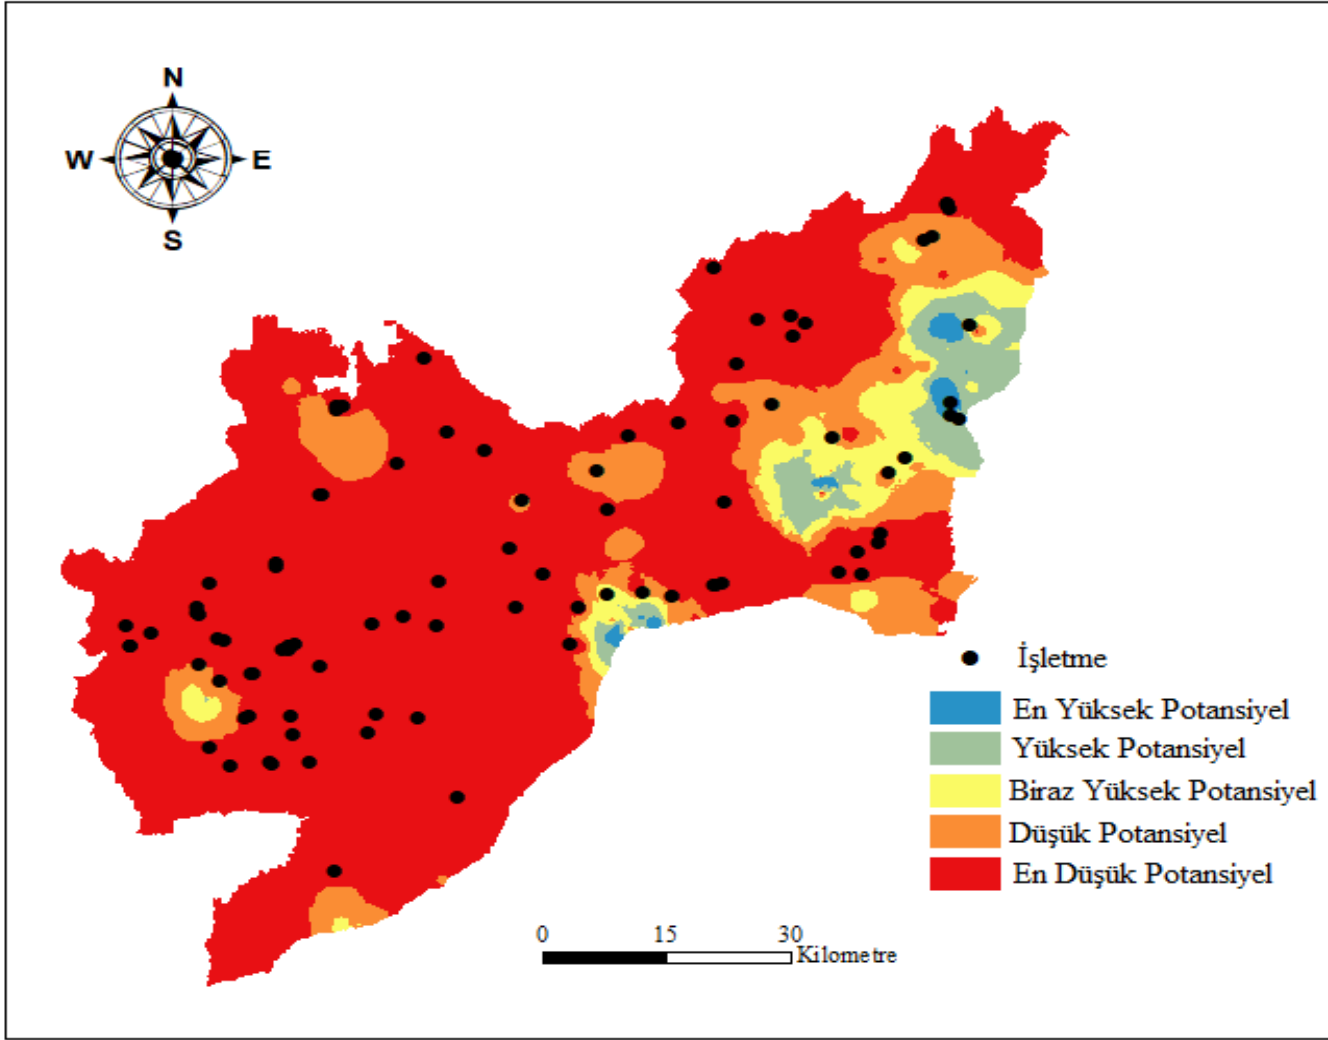 N
W E
S
İşletme
En Yüksek Potansiyel
Yüksek Potansiyel
Biraz Yüksek Potansiyel
Düşük Potansiyel
En Düşük Potansiyel
0 15 30
Kilometre